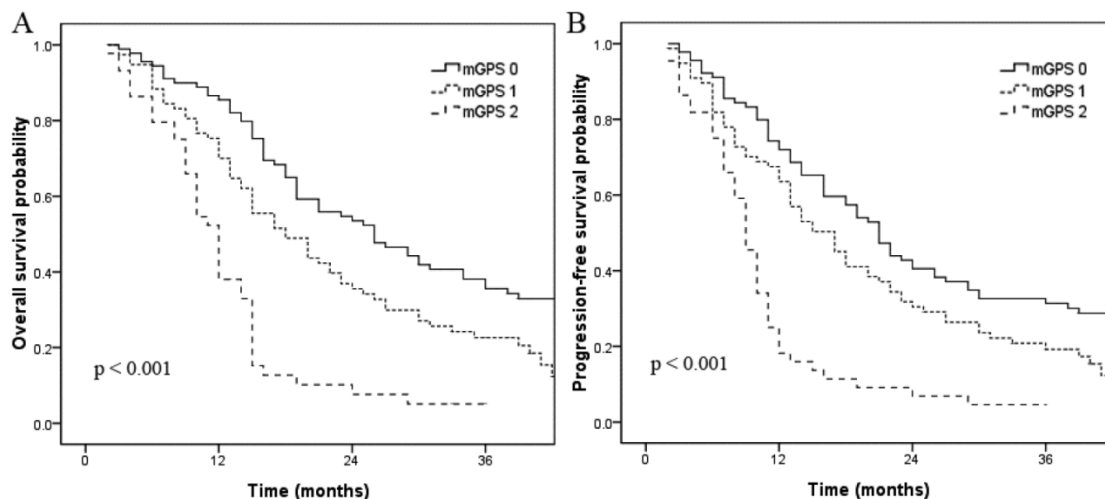 A
Overall survival probability
1.0
0.8
0.6
0.4
0.2
0.0
mGPS 0
mGPS 1
mGPS 2
p < 0.001
0
12
24
36
Time (months)
B
Progression-free survival probability
1.0
0.8
0.6
0.4
0.2
0.0
mGPS 0
mGPS 1
mGPS 2
p < 0.001
0
12
24
36
Time (months)